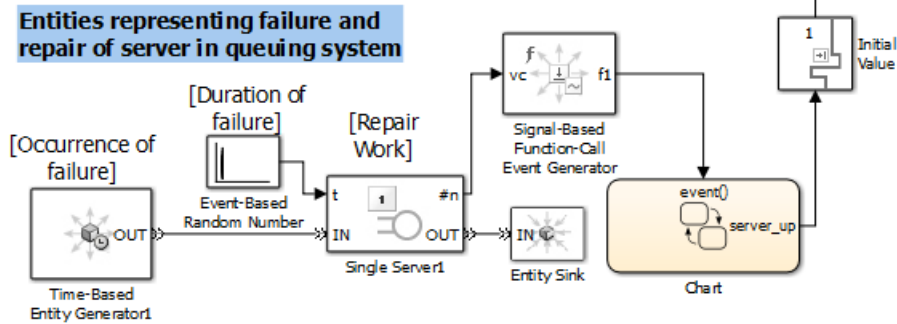 Entities representing failure and
repair of server in queuing system
[Occurrence of
failure]
OUT
Time-Based
Entity Generator1
[Duration of
failure]
Event-Based
Random Number
[Repair
Work]
t
1
#n
IN
OUT
Single Server1
f
vc
f1
Signal-Based
Function-Call
Event Generator
IN
Entity Sink
event()
server_up
Chart
1
Initial
Value